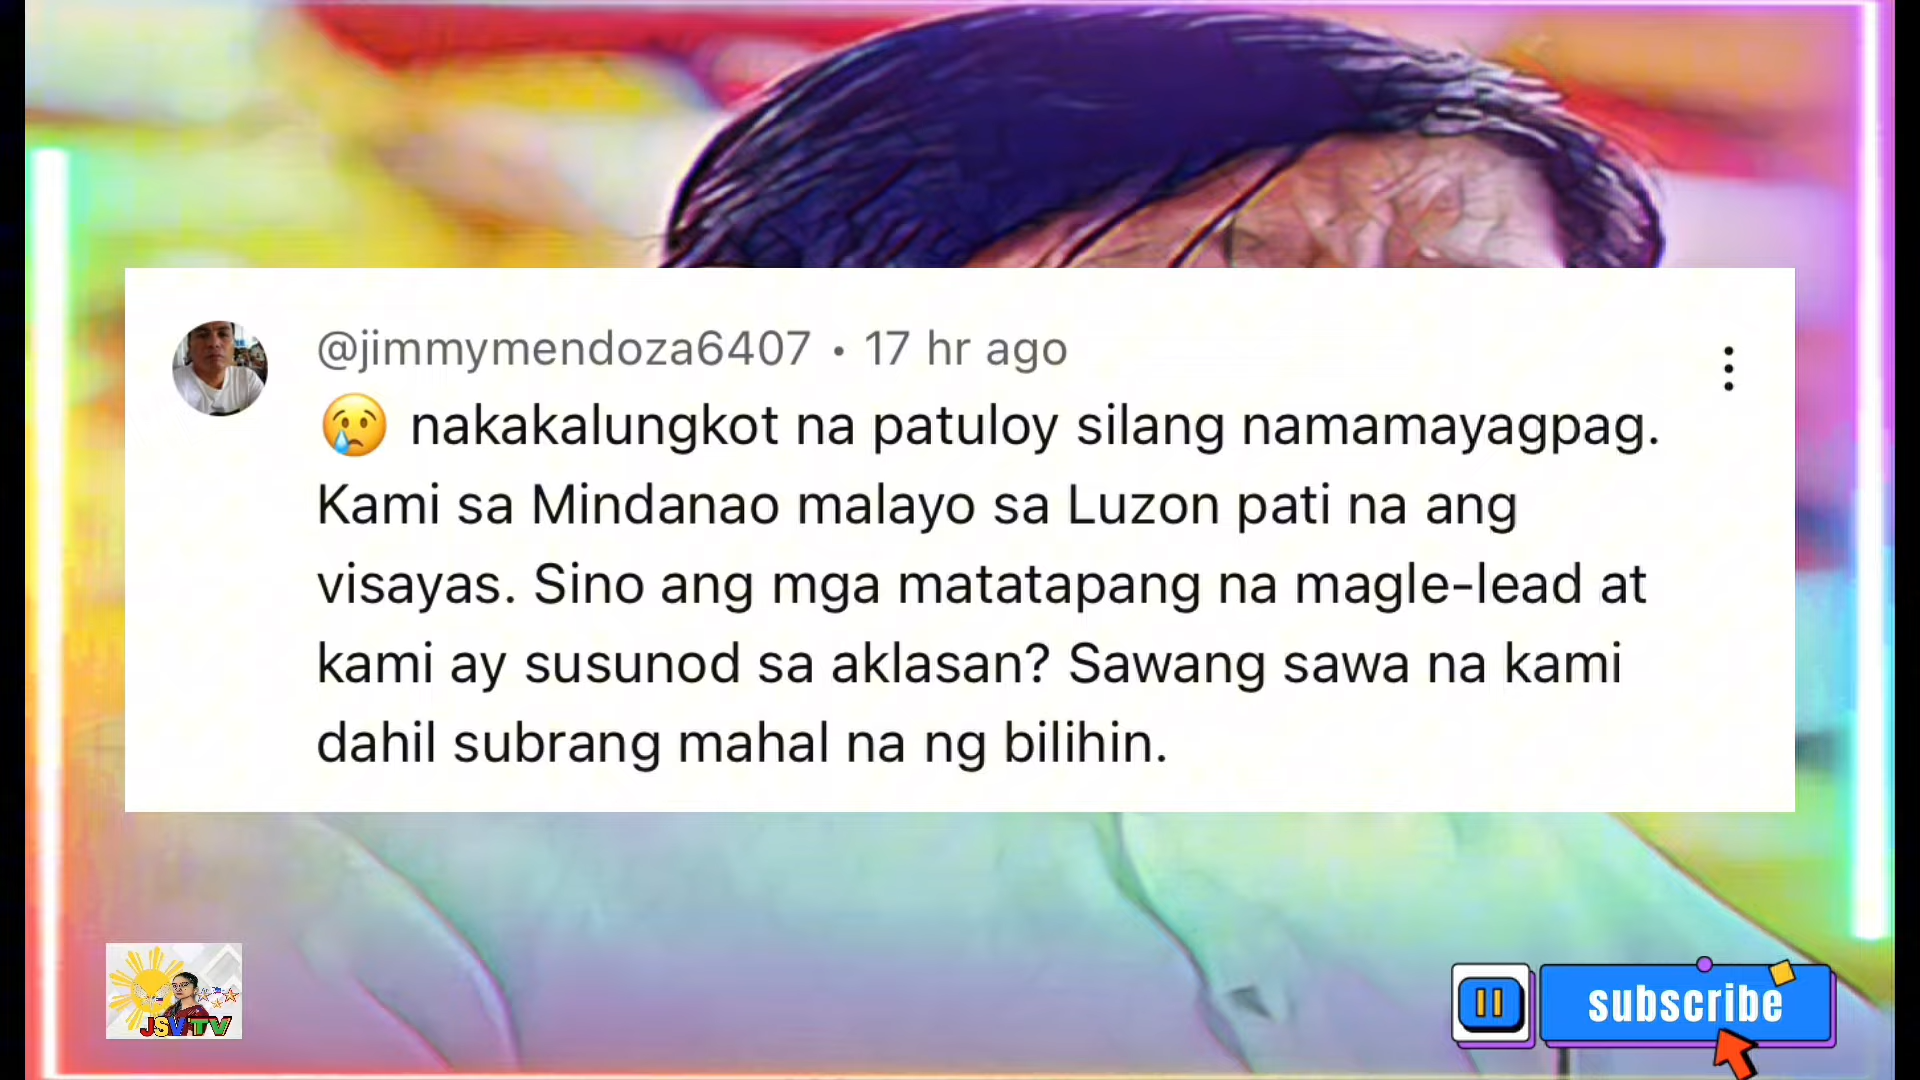 @jimmymendoza6407 • 17 hr ago
😢 nakakalungkot na patuloy silang namamayagpag.
Kami sa Mindanao malayo sa Luzon pati na ang
visayas. Sino ang mga matatapang na magle-lead at
kami ay susunod sa aklasan? Sawang sawa na kami
dahil subrang mahal na ng bilihin.
JSV TV
subscribe